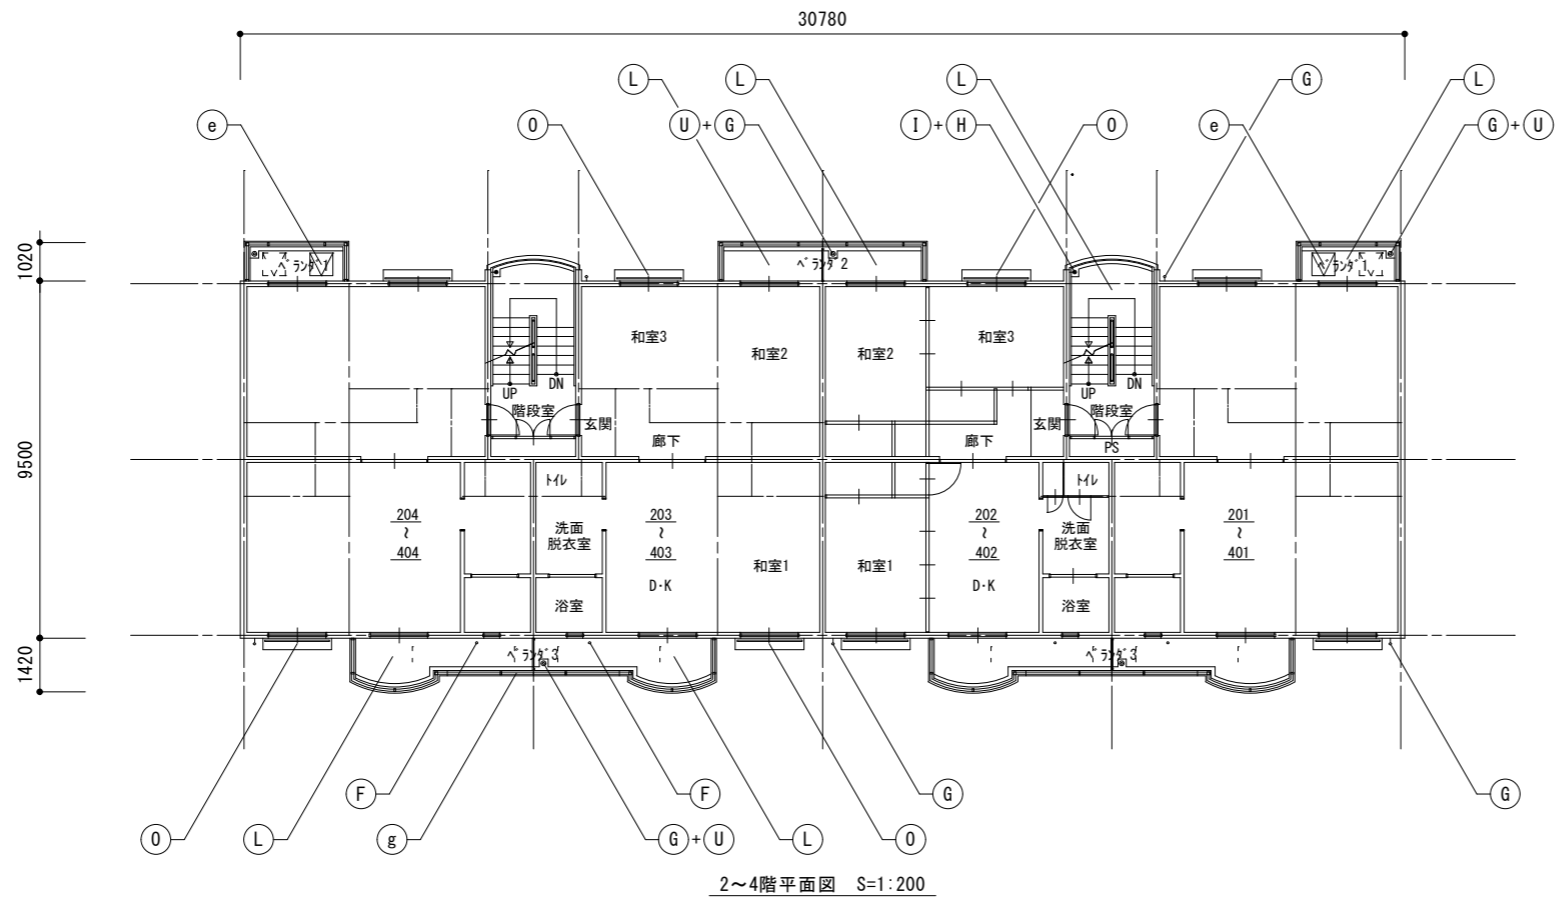 30780
L
L
L
G
L
e
O
U+G
I+H
O
e
G+U
1020
ﾍﾞﾗﾝﾀﾞ1
ﾍﾞﾗﾝﾀﾞ2
ﾍﾞﾗﾝﾀﾞ1
和室3
和室2
和室2
和室3
UP
DN
UP
DN
階段室
玄関
廊下
廊下
玄関
階段室
PS
9500
ﾄｲﾚ
ﾄｲﾚ
204
～
404
洗面
脱衣室
203
～
403
202
～
402
洗面
脱衣室
201
～
401
和室1
和室1
D･K
D･K
浴室
浴室
1420
ﾍﾞﾗﾝﾀﾞ3
ﾍﾞﾗﾝﾀﾞ3
F
F
G
G
O
L
g
G+U
L
O
2～4階平面図 S=1:200